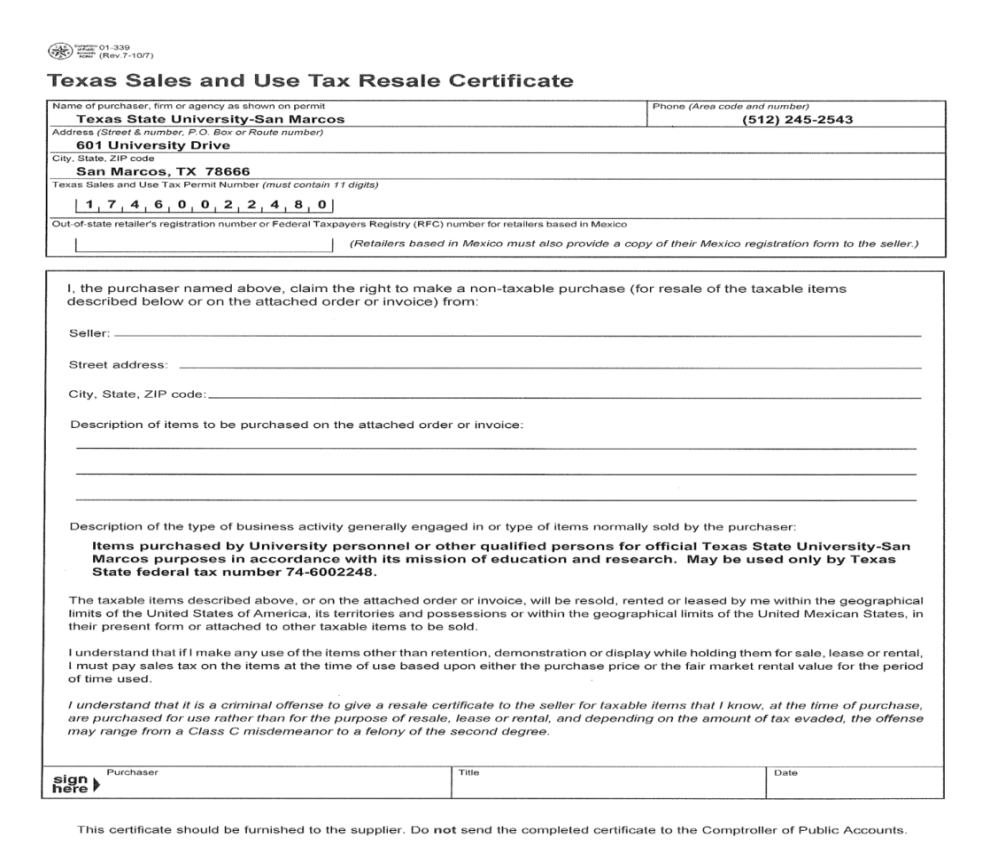 01-339
(Rev.7-10/7)
Texas Sales and Use Tax Resale Certificate
Name of purchaser, firm or agency as shown on permit
Phone (Area code and number)
Texas State University-San Marcos
(512) 245-2543
Address (Street & number, P.O. Box or Route number)
601 University Drive
City, State, ZIP code
San Marcos, TX 78666
Texas Sales and Use Tax Permit Number (must contain 11 digits)
1 7 4 6 0 0 2 2 4 8 0
Out-of-state retailer's registration number or Federal Taxpayers Registry (RFC) number for retailers based in Mexico
(Retailers based in Mexico must also provide a copy of their Mexico registration form to the seller.)
I, the purchaser named above, claim the right to make a non-taxable purchase (for resale of the taxable items
described below or on the attached order or invoice) from:
Seller:
Street address:
City, State, ZIP code:
Description of items to be purchased on the attached order or invoice:
Description of the type of business activity generally engaged in or type of items normally sold by the purchaser:
Items purchased by University personnel or other qualified persons for official Texas State University-San
Marcos purposes in accordance with its mission of education and research. May be used only by Texas
State federal tax number 74-6002248.
The taxable items described above, or on the attached order or invoice, will be resold, rented or leased by me within the geographical
limits of the United States of America, its territories and possessions or within the geographical limits of the United Mexican States, in
their present form or attached to other taxable items to be sold.
I understand that if I make any use of the items other than retention, demonstration or display while holding them for sale, lease or rental,
I must pay sales tax on the items at the time of use based upon either the purchase price or the fair market rental value for the period
of time used.
I understand that it is a criminal offense to give a resale certificate to the seller for taxable items that I know, at the time of purchase,
are purchased for use rather than for the purpose of resale, lease or rental, and depending on the amount of tax evaded, the offense
may range from a Class C misdemeanor to a felony of the second degree.
sign
here
Purchaser
Title
Date
This certificate should be furnished to the supplier. Do not send the completed certificate to the Comptroller of Public Accounts.